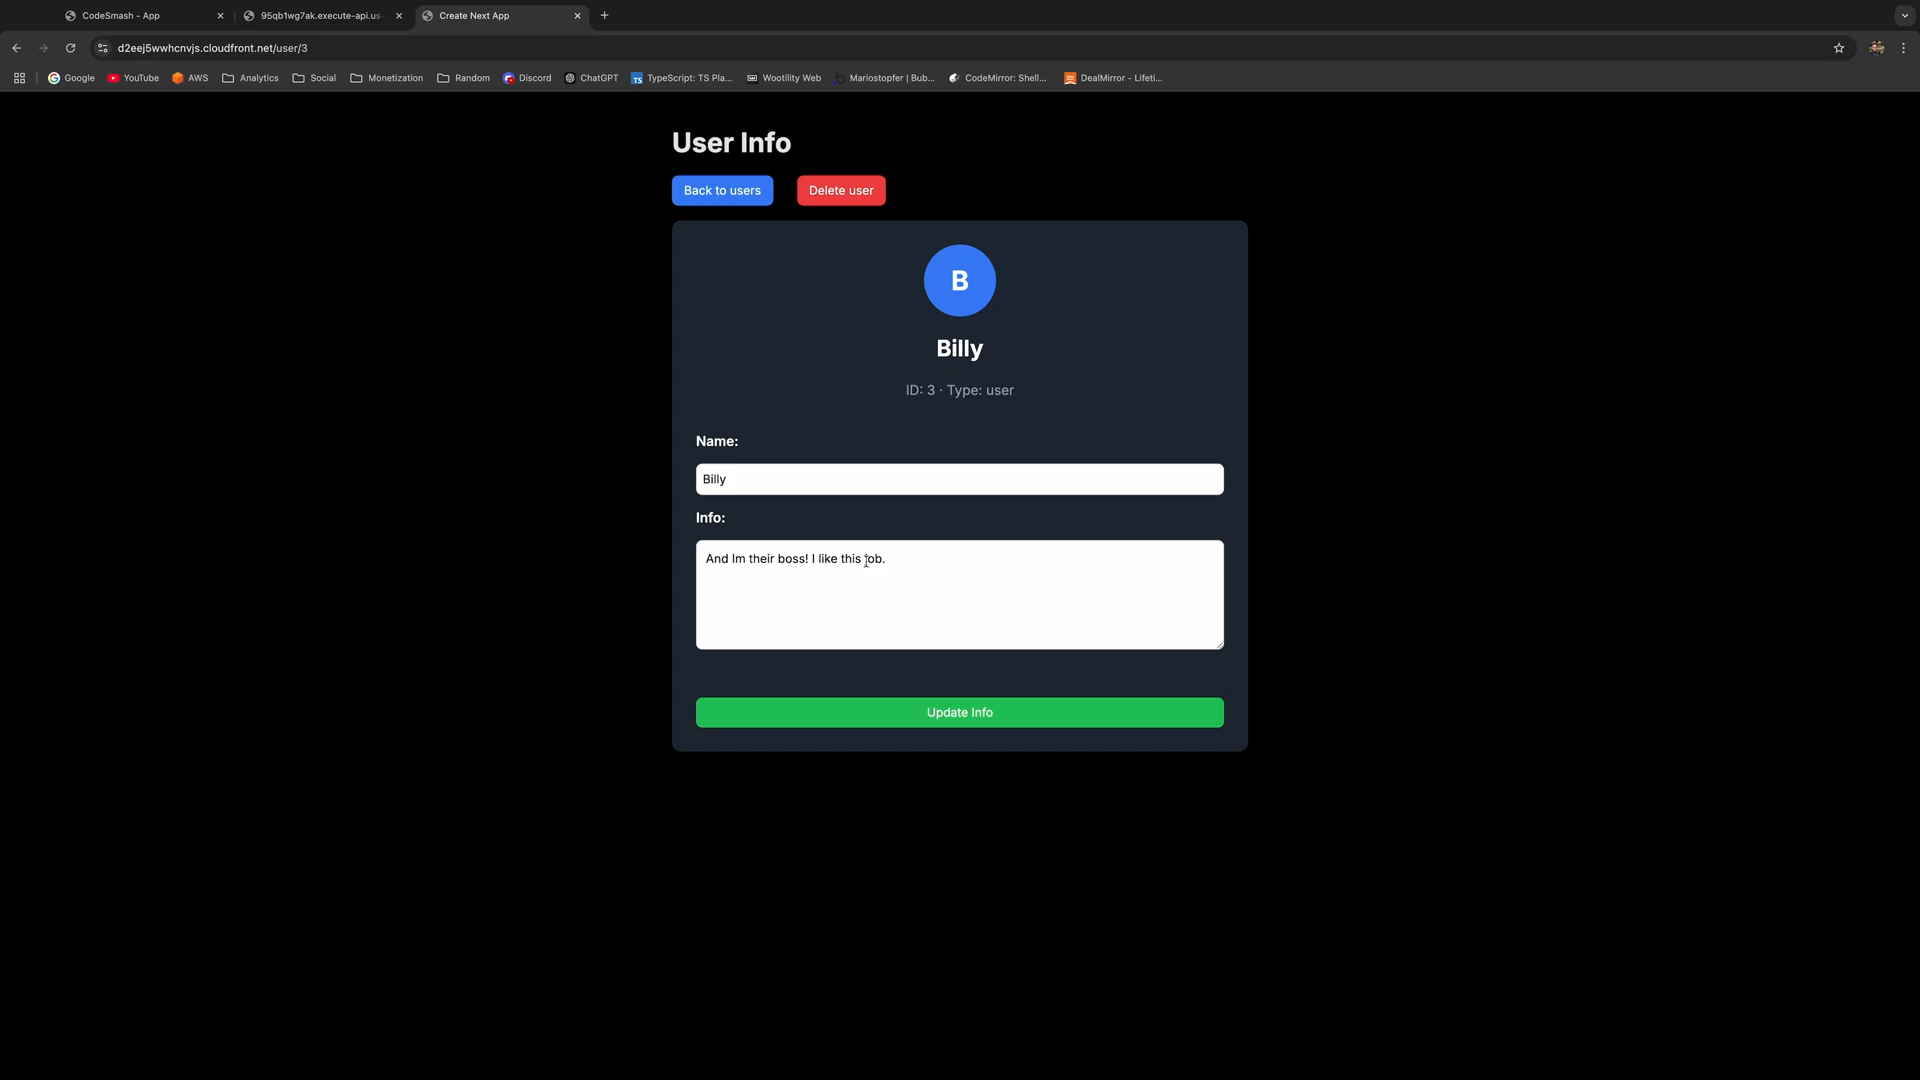 CodeSmash - App
95qb1wg7ak.execute-api.us-
Create Next App
d2eej5wwhcnvjs.cloudfront.net/user/3
Google
YouTube
AWS
Analytics
Social
Monetization
Random
Discord
ChatGPT
TypeScript: TS Pla...
Wootility Web
Mariostopfer | Bub...
CodeMirror: Shell...
DealMirror - Lifeti...
User Info
Back to users Delete user
B
Billy
ID: 3 · Type: user
Name:
Billy
Info:
And Im their boss! I like this job.
Update Info